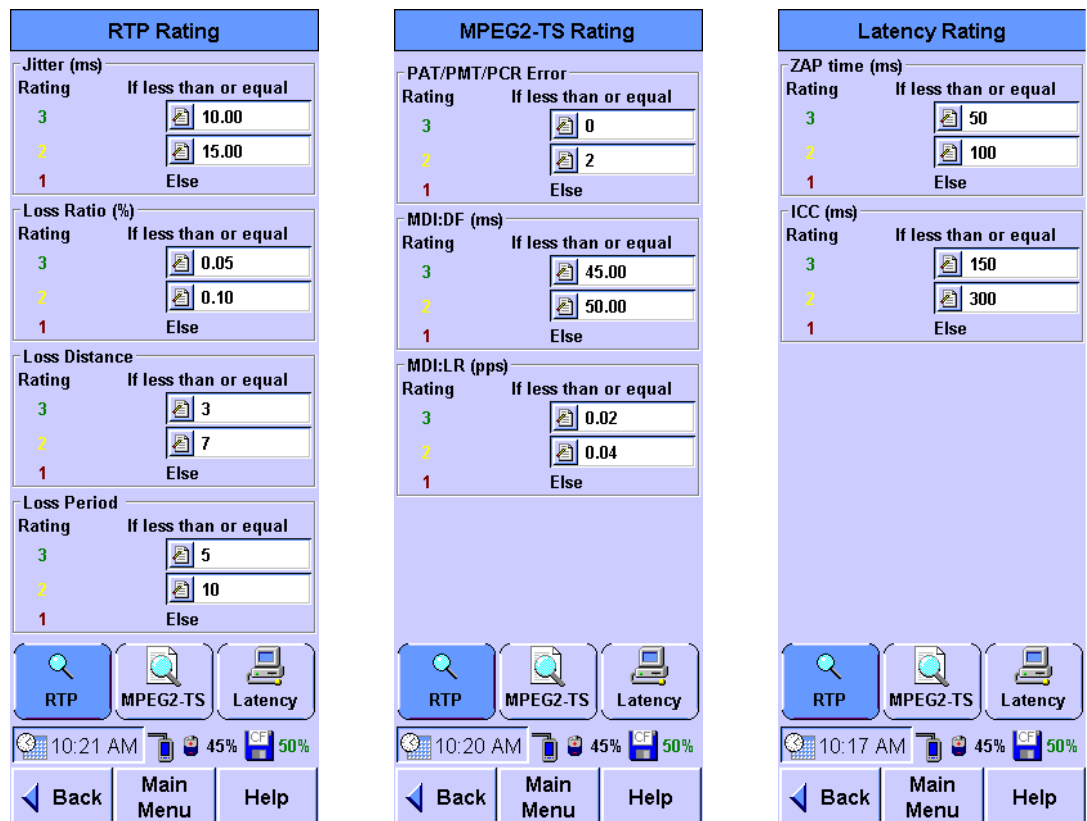 RTP Rating
Jitter (ms)
Rating If less than or equal
3 10.00
2 15.00
1 Else
Loss Ratio (%)
Rating If less than or equal
3 0.05
2 0.10
1 Else
Loss Distance
Rating If less than or equal
3 3
2 7
1 Else
Loss Period
Rating If less than or equal
3 5
2 10
1 Else
RTP MPEG2-TS Latency
10:21 AM 45% CF 50%
Back Main Menu Help
MPEG2-TS Rating
PAT/PMT/PCR Error
Rating If less than or equal
3 0
2 2
1 Else
MDI:DF (ms)
Rating If less than or equal
3 45.00
2 50.00
1 Else
MDI:LR (pps)
Rating If less than or equal
3 0.02
2 0.04
1 Else
RTP MPEG2-TS Latency
10:20 AM 45% CF 50%
Back Main Menu Help
Latency Rating
ZAP time (ms)
Rating If less than or equal
3 50
2 100
1 Else
ICC (ms)
Rating If less than or equal
3 150
2 300
1 Else
RTP MPEG2-TS Latency
10:17 AM 45% CF 50%
Back Main Menu Help